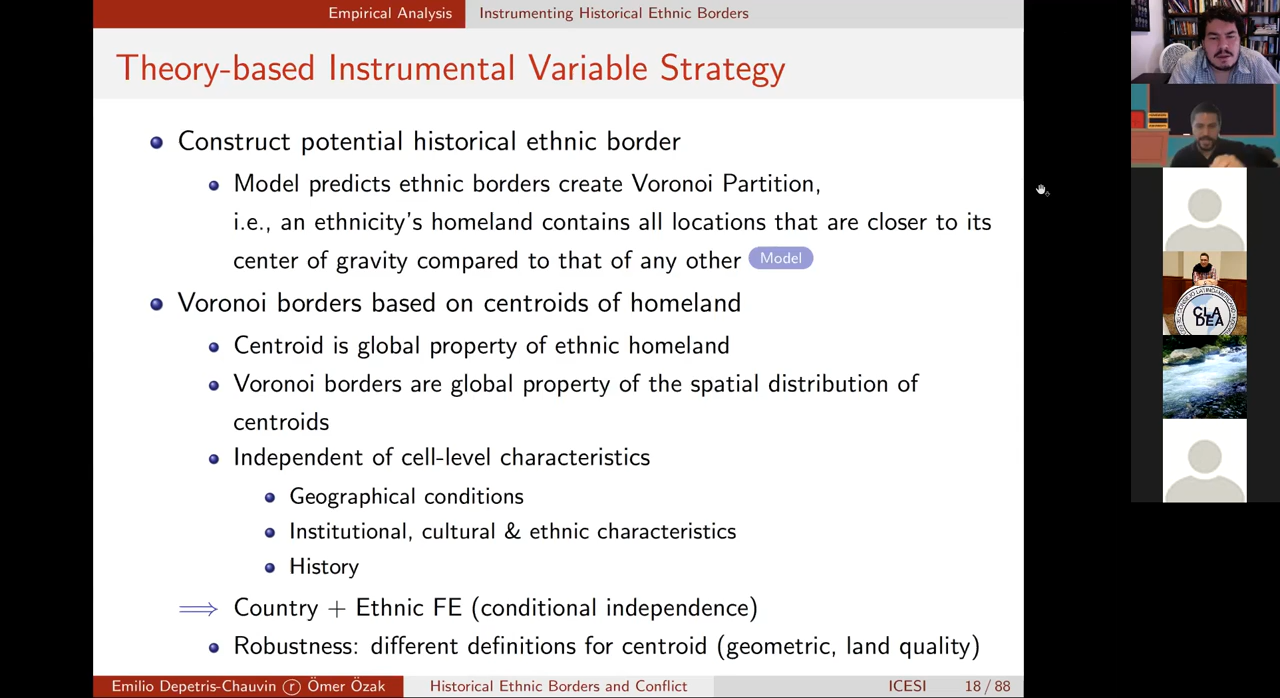 Empirical Analysis Instrumenting Historical Ethnic Borders
Theory-based Instrumental Variable Strategy
Construct potential historical ethnic border
Model predicts ethnic borders create Voronoi Partition,
i.e., an ethnicity's homeland contains all locations that are closer to its
center of gravity compared to that of any other Model
Voronoi borders based on centroids of homeland
Centroid is global property of ethnic homeland
Voronoi borders are global property of the spatial distribution of
centroids
Independent of cell-level characteristics
Geographical conditions
Institutional, cultural & ethnic characteristics
History
⟹ Country + Ethnic FE (conditional independence)
Robustness: different definitions for centroid (geometric, land quality)
Emilio Depetris-Chauvin ⓡ Ömer Özak Historical Ethnic Borders and Conflict ICESI 18 / 88
CLA
DEA